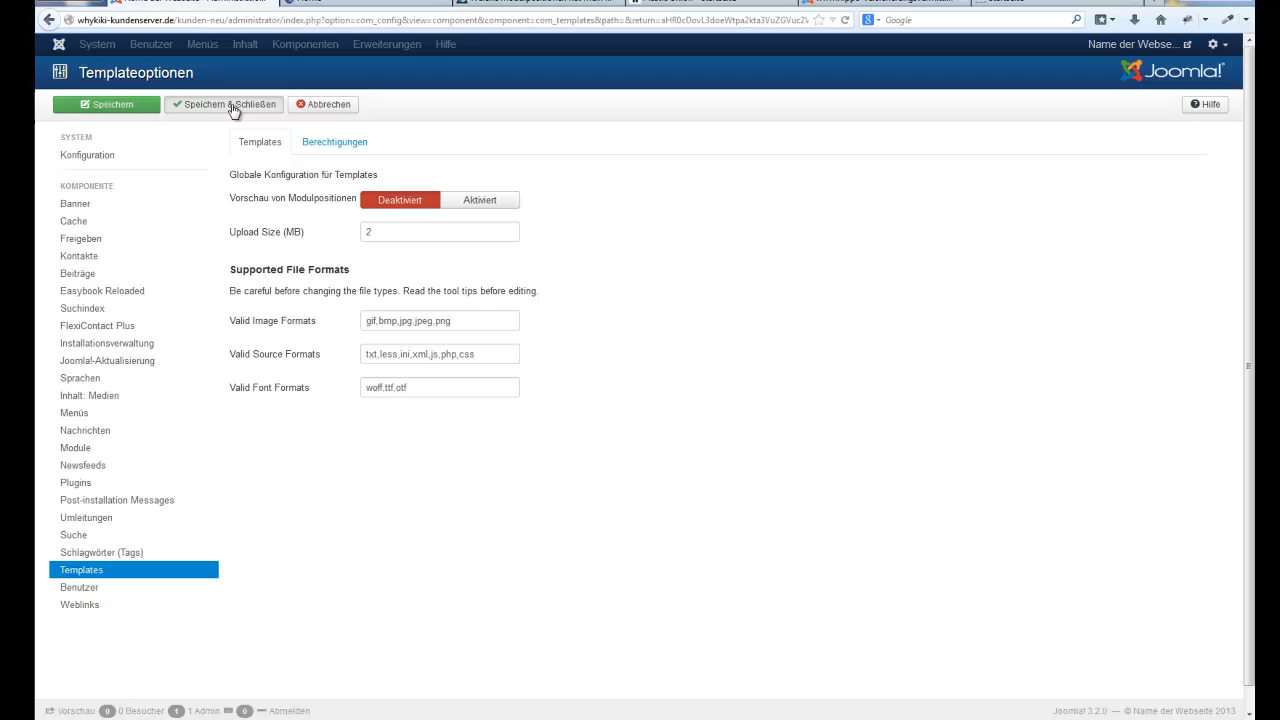 whykiki-kundenserver.de/kunden-neu/administrator/index.php?option=com_config&view=component&component=com_templates&path=&return=
Google
System Benutzer Menüs Inhalt Komponenten Erweiterungen Hilfe
Name der Webse...
Templateoptionen
Joomla!
Speichern
Speichern & Schließen
Abbrechen
Hilfe
SYSTEM
Konfiguration
KOMPONENTE
Banner
Cache
Freigeben
Kontakte
Beiträge
Easybook Reloaded
Suchindex
FlexiContact Plus
Installationsverwaltung
Joomla!-Aktualisierung
Sprachen
Inhalt: Medien
Menüs
Nachrichten
Module
Newsfeeds
Plugins
Post-installation Messages
Umleitungen
Suche
Schlagwörter (Tags)
Templates
Benutzer
Weblinks
Templates Berechtigungen
Globale Konfiguration für Templates
Vorschau von Modulpositionen Deaktiviert Aktiviert
Upload Size (MB) 2
Supported File Formats
Be careful before changing the file types. Read the tool tips before editing.
Valid Image Formats gif,bmp,jpg,jpeg,png
Valid Source Formats txt,less,ini,xml,js,php,css
Valid Font Formats woff,ttf,otf
Vorschau 0 0 Besucher 1 1 Admin 0 Abmelden
Joomla! 3.2.0 — © Name der Webseite 2013